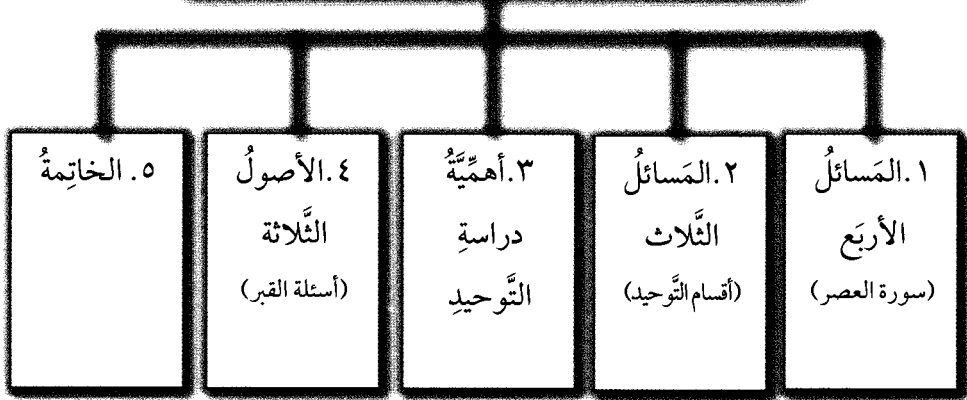 ١.المَسائلُ
الأربَع
(سورة العصر)
٢.المَسائلُ
الثَّلاث
(أقسام التَّوحيد)
٣.أهمِّيَّةُ
دراسةِ
التَّوحيدِ
٤.الأصولُ
الثَّلاثة
(أسئلة القبر)
٥. الخاتِمةُ